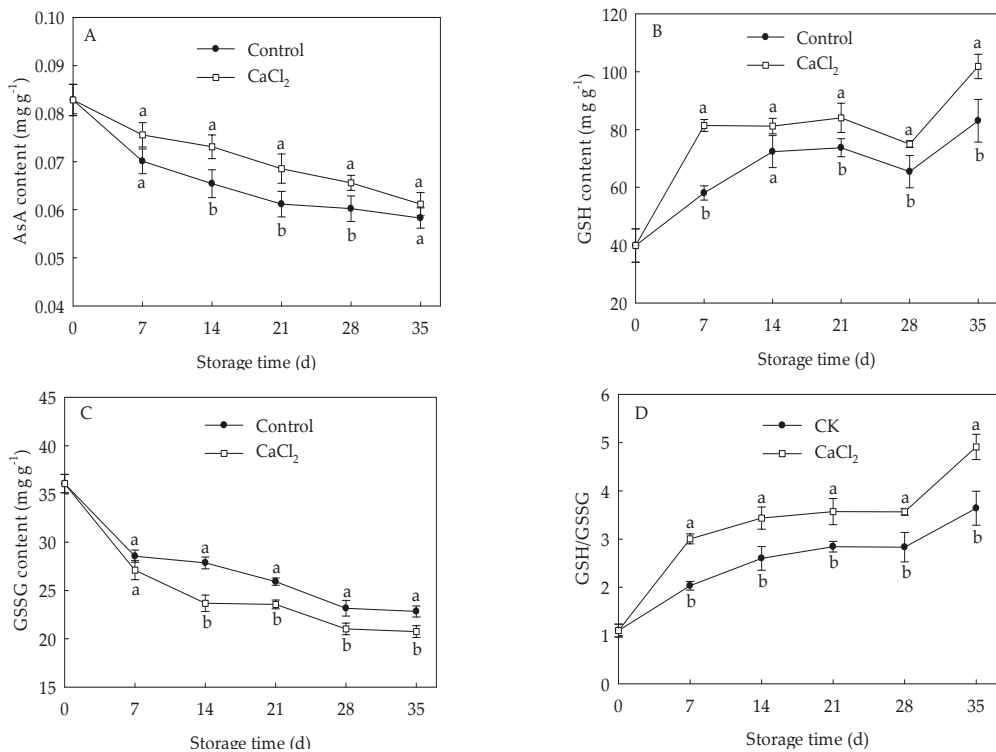 A
Control
CaCl₂
AsA content (mg g⁻¹)
0.10
0.09
0.08
0.07
0.06
0.05
0.04
a
a
a
a
a
a
b
b
b
a
0
7
14
21
28
35
Storage time (d)
B
Control
CaCl₂
GSH content (mg g⁻¹)
120
100
80
60
40
20
a
a
a
a
a
b
a
b
b
b
0
7
14
21
28
35
Storage time (d)
C
Control
CaCl₂
GSSG content (mg g⁻¹)
45
40
35
30
25
20
15
a
a
a
a
a
a
b
b
b
b
0
7
14
21
28
35
Storage time (d)
D
CK
CaCl₂
GSH/GSSG
6
5
4
3
2
1
0
a
a
a
a
a
b
b
b
b
b
0
7
14
21
28
35
Storage time (d)